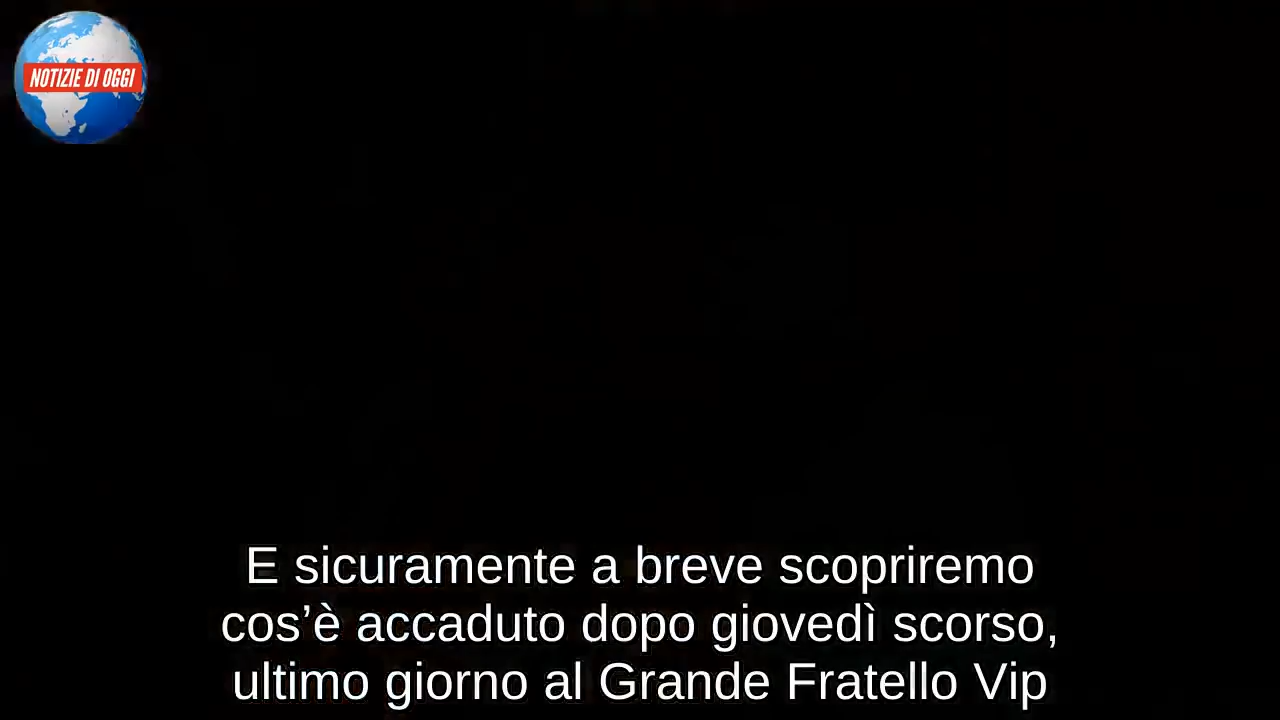 NOTIZIE DI OGGI
E sicuramente a breve scopriremo
cos’è accaduto dopo giovedì scorso,
ultimo giorno al Grande Fratello Vip